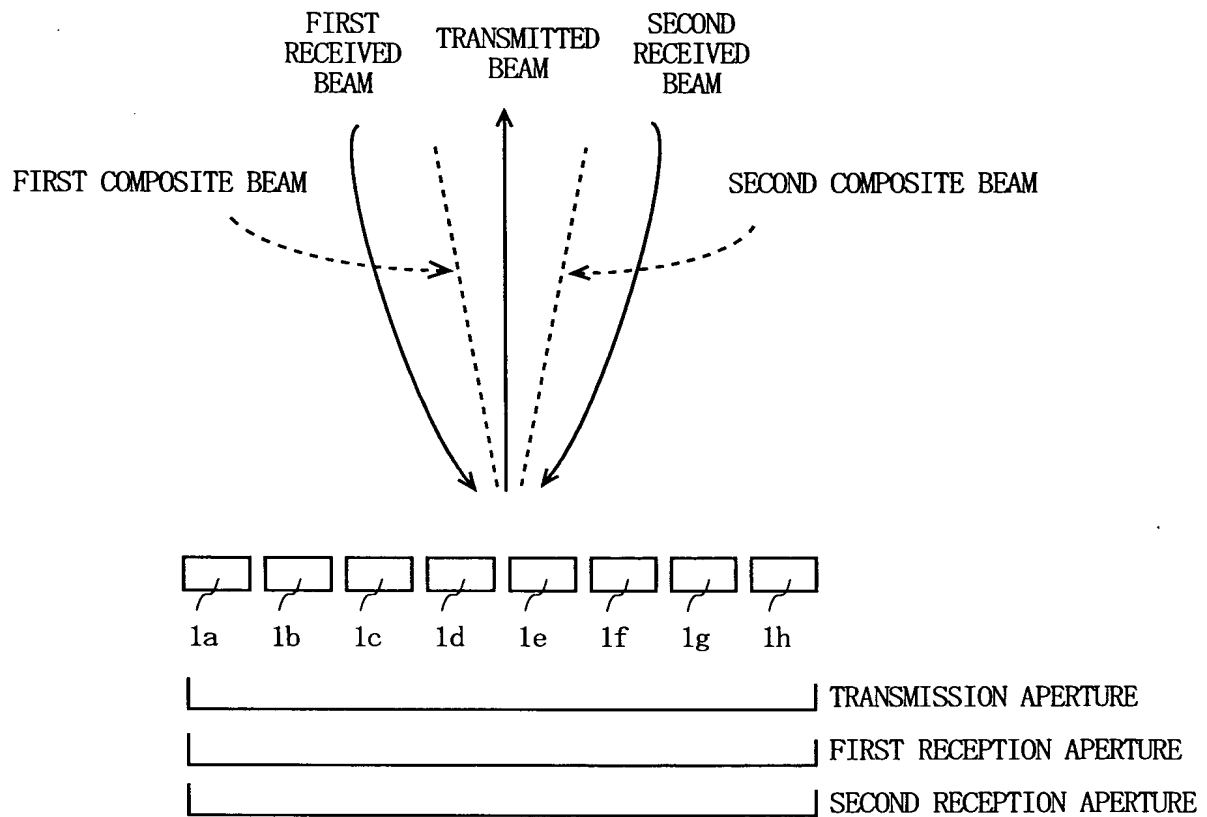 FIRST
RECEIVED
BEAM
TRANSMITTED
BEAM
SECOND
RECEIVED
BEAM
FIRST COMPOSITE BEAM
SECOND COMPOSITE BEAM
1a 1b 1c 1d 1e 1f 1g 1h
TRANSMISSION APERTURE
FIRST RECEPTION APERTURE
SECOND RECEPTION APERTURE